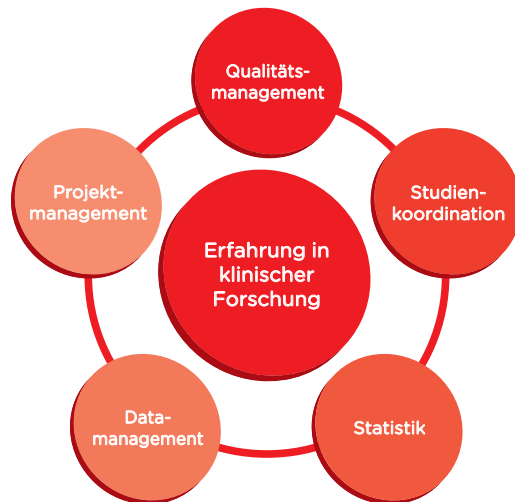 Qualitäts-
management
Projekt-
management
Studien-
koordination
Erfahrung in
klinischer
Forschung
Data-
management
Statistik